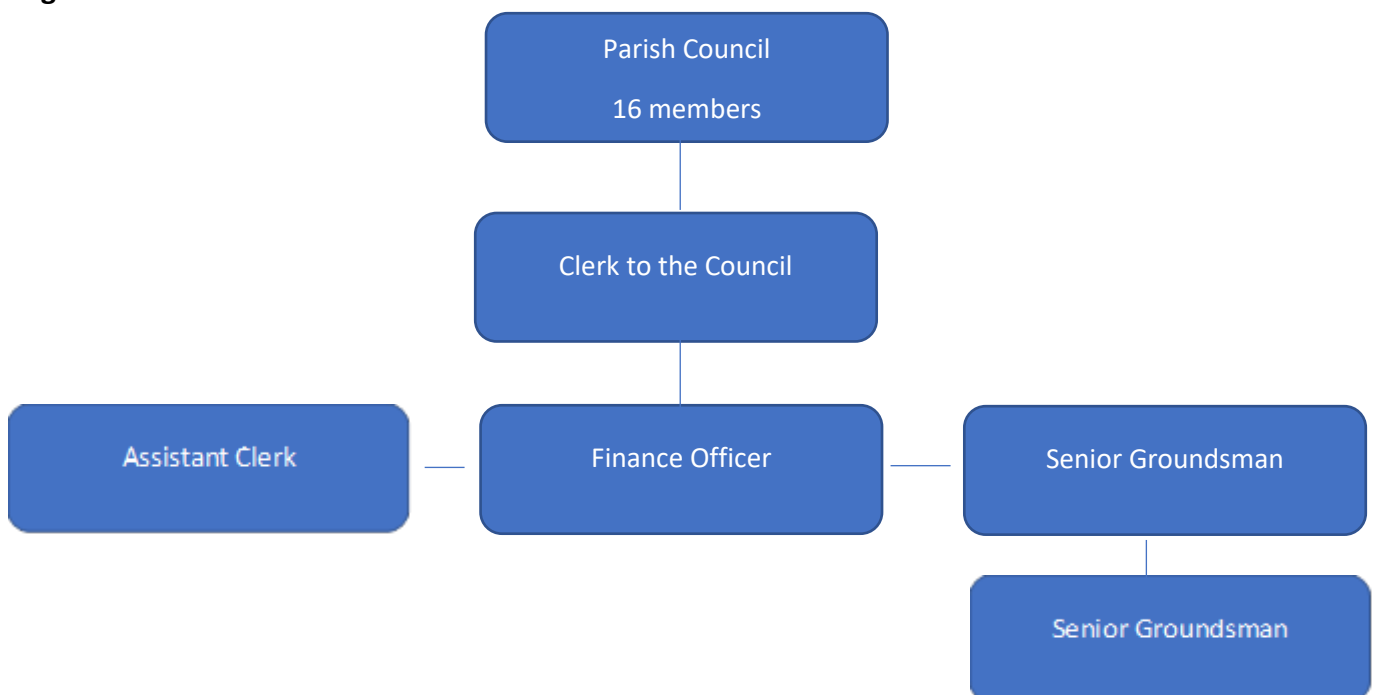 Parish Council
16 members
Clerk to the Council
Assistant Clerk
Finance Officer
Senior Groundsman
Senior Groundsman